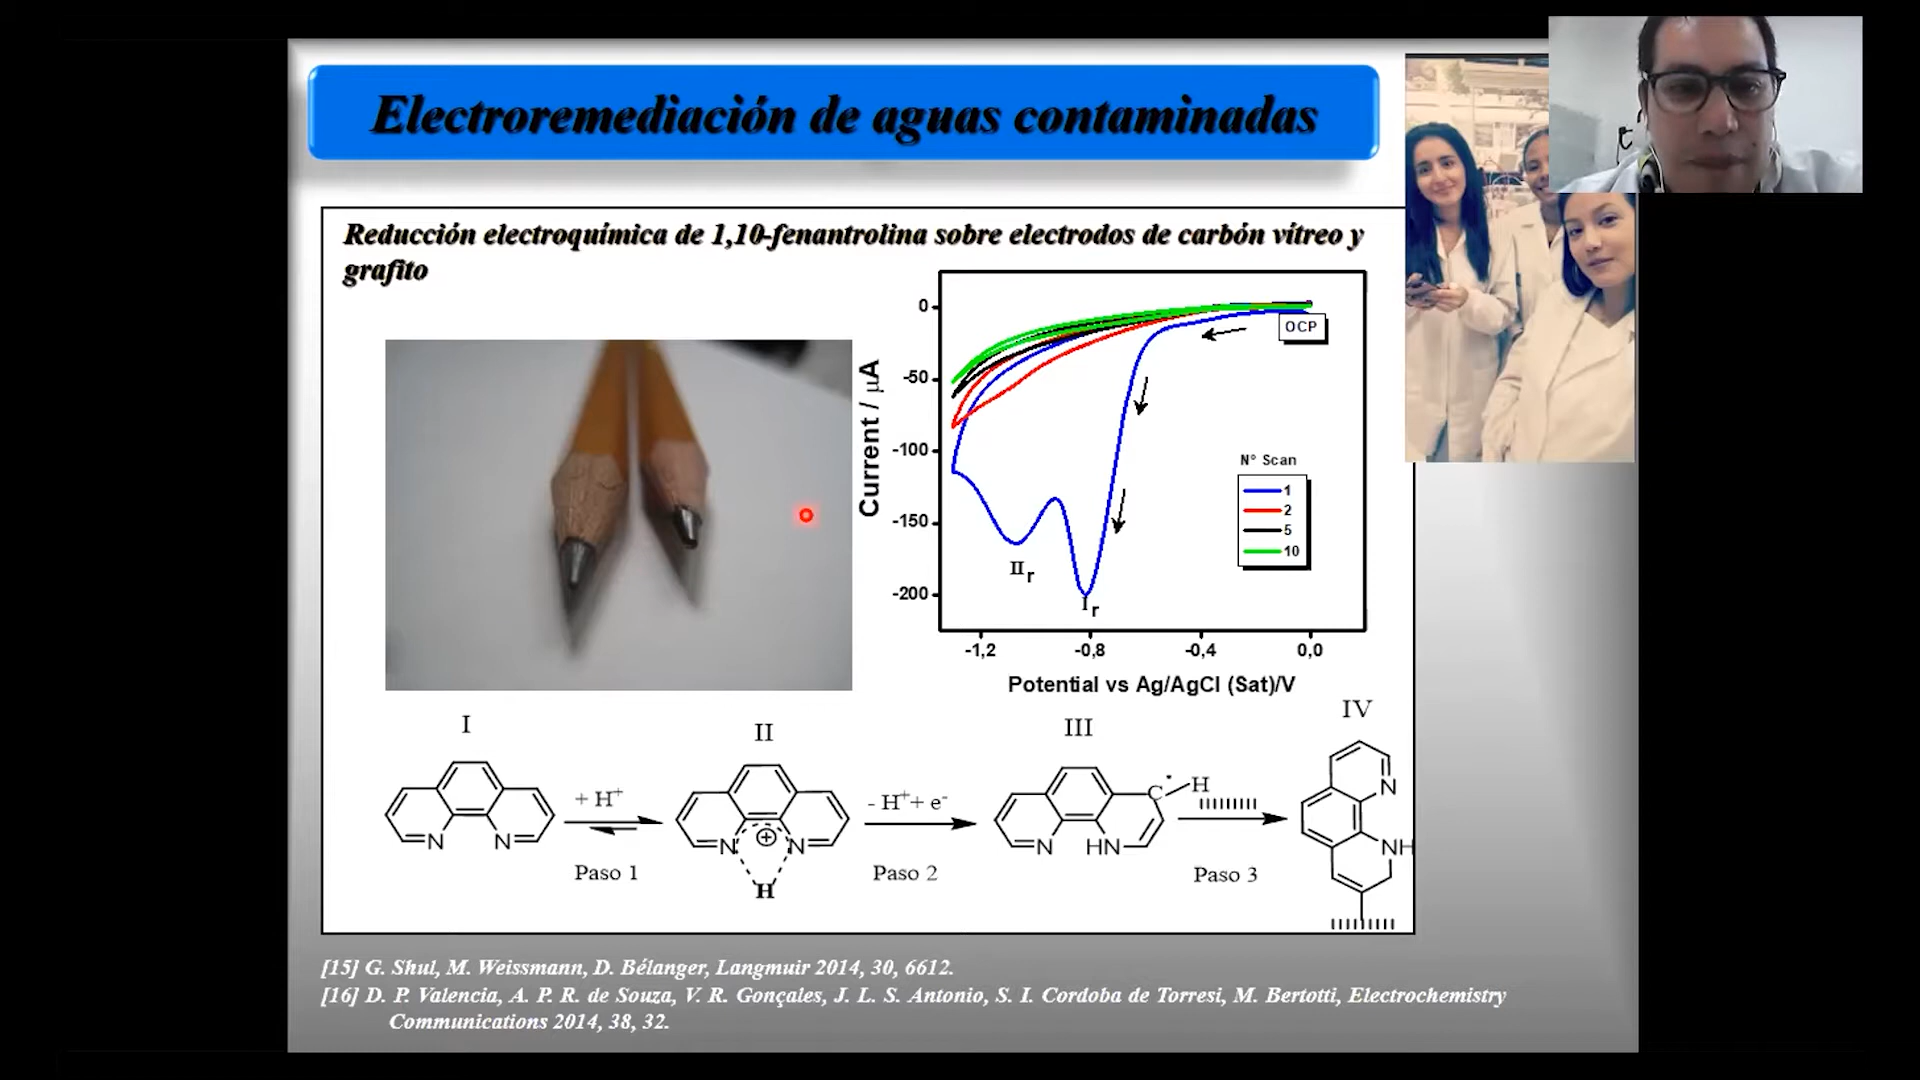 Electroremediación de aguas contaminadas
Reducción electroquímica de 1,10-fenantrolina sobre electrodos de carbón vítreo y
grafito
0
-50
-100
-150
-200
Current / μA
OCP
N° Scan
1
2
5
10
IIr
Ir
-1,2 -0,8 -0,4 0,0
Potential vs Ag/AgCl (Sat)/V
I II III IV
N N
+ H+
Paso 1
N N
+
H
- H+ + e-
Paso 2
N HN C· H
Paso 3
N
NH
[15] G. Shul, M. Weissmann, D. Bélanger, Langmuir 2014, 30, 6612.
[16] D. P. Valencia, A. P. R. de Souza, V. R. Gonçales, J. L. S. Antonio, S. I. Cordoba de Torresi, M. Bertotti, Electrochemistry
Communications 2014, 38, 32.